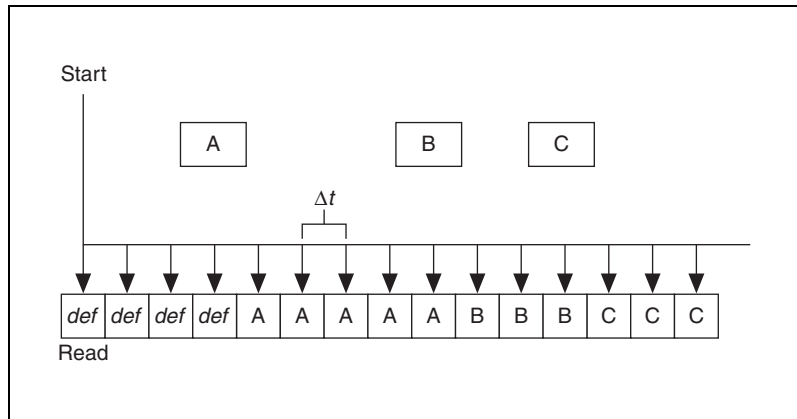 Start
A B C
Δt
def def def def A A A A A B B B C C C
Read